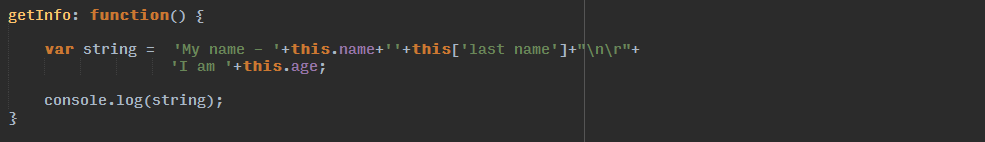 getInfo: function() {
var string =  'My name – '+this.name+''+this['last name']+"\n\r"+
'I am '+this.age;
console.log(string);
}